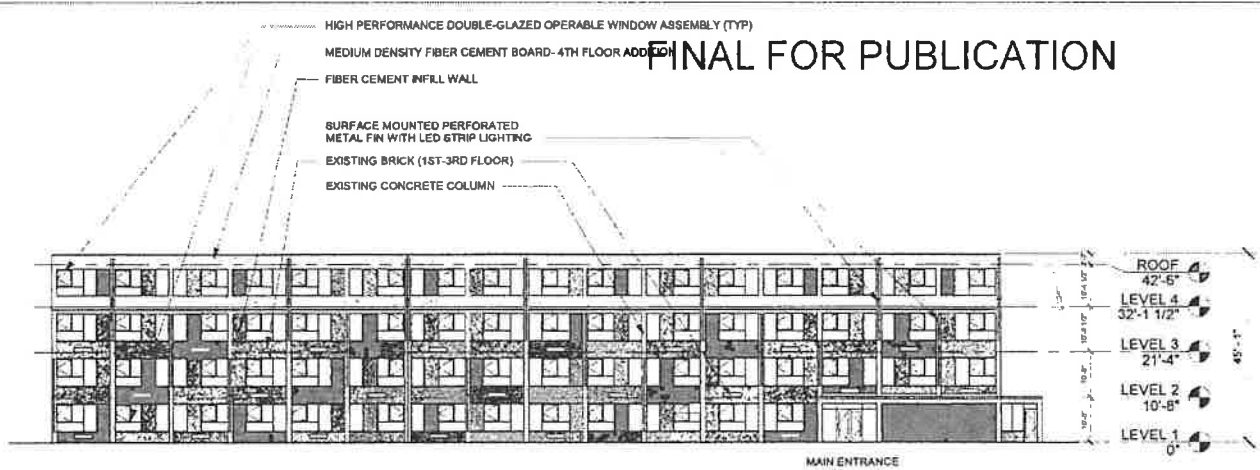 HIGH PERFORMANCE DOUBLE-GLAZED OPERABLE WINDOW ASSEMBLY (TYP)
MEDIUM DENSITY FIBER CEMENT BOARD- 4TH FLOOR ADDITION
FINAL FOR PUBLICATION
FIBER CEMENT INFILL WALL
SURFACE MOUNTED PERFORATED
METAL FIN WITH LED STRIP LIGHTING
EXISTING BRICK (1ST-3RD FLOOR)
EXISTING CONCRETE COLUMN
ROOF
42'-6"
LEVEL 4
32'-1 1/2"
LEVEL 3
21'-4"
LEVEL 2
10'-8"
LEVEL 1
0"
45'-1"
MAIN ENTRANCE